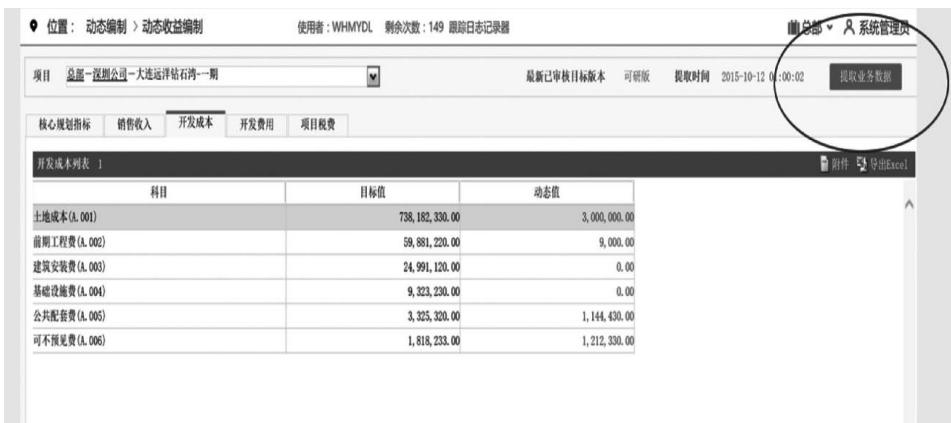 位置： 动态编制 > 动态收益编制 使用者：WHMYDL 剩余次数：149 跟踪日志记录器 总部 系统管理员
项目 总部-深圳公司-大连远洋钻石湾-一期 最新已审核目标版本 可研版 提取时间 2015-10-12 01:00:02 提取业务数据
核心规划指标 销售收入 开发成本 开发费用 项目税费
开发成本列表 1 附件 导出Excel
科目 目标值 动态值
土地成本(A.001) 738,182,330.00 3,000,000.00
前期工程费(A.002) 59,881,220.00 9,000.00
建筑安装费(A.003) 24,991,120.00 0.00
基础设施费(A.004) 9,323,230.00 0.00
公共配套费(A.005) 3,325,320.00 1,144,430.00
可不预见费(A.006) 1,818,233.00 1,212,330.00